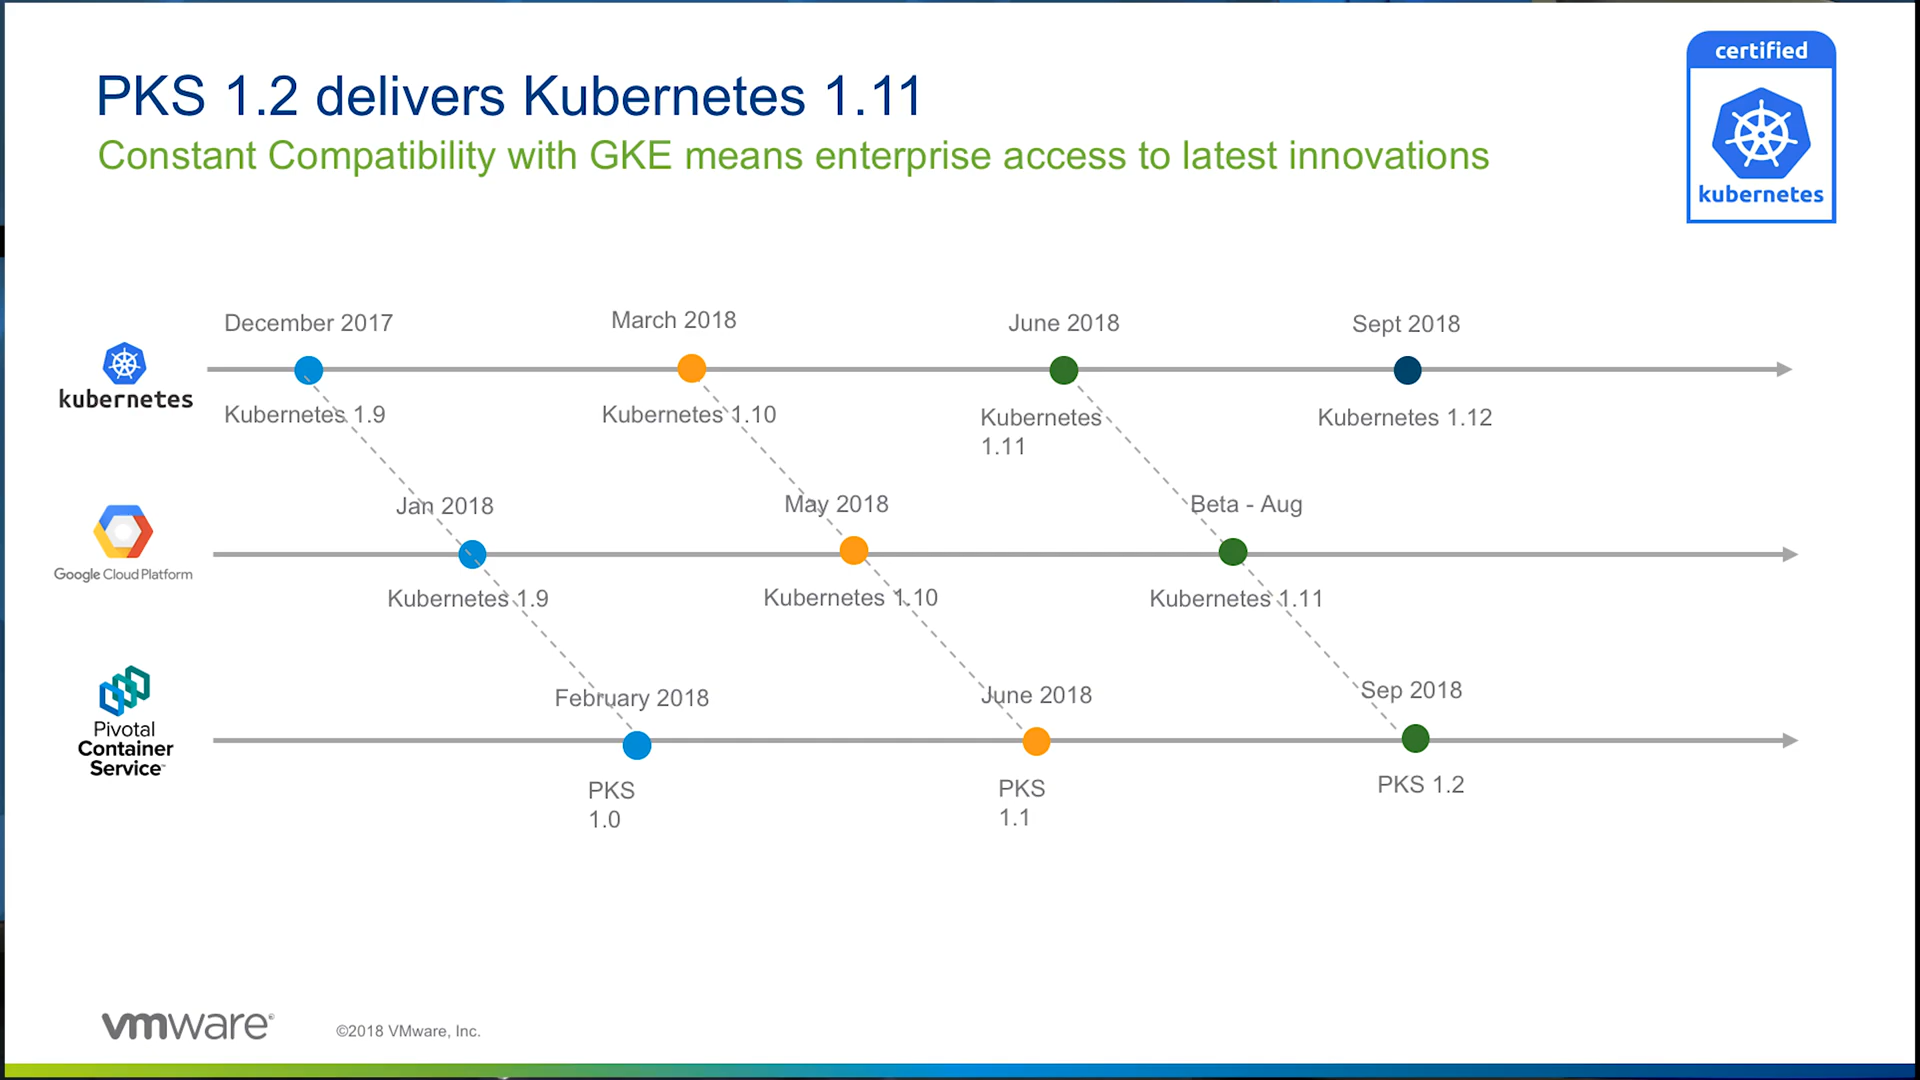 PKS 1.2 delivers Kubernetes 1.11
Constant Compatibility with GKE means enterprise access to latest innovations
certified
kubernetes
December 2017
March 2018
June 2018
Sept 2018
kubernetes
Kubernetes 1.9
Kubernetes 1.10
Kubernetes
1.11
Kubernetes 1.12
Jan 2018
May 2018
Beta - Aug
Google Cloud Platform
Kubernetes 1.9
Kubernetes 1.10
Kubernetes 1.11
February 2018
June 2018
Sep 2018
Pivotal
Container
Service™
PKS
1.0
PKS
1.1
PKS 1.2
vmware®
©2018 VMware, Inc.